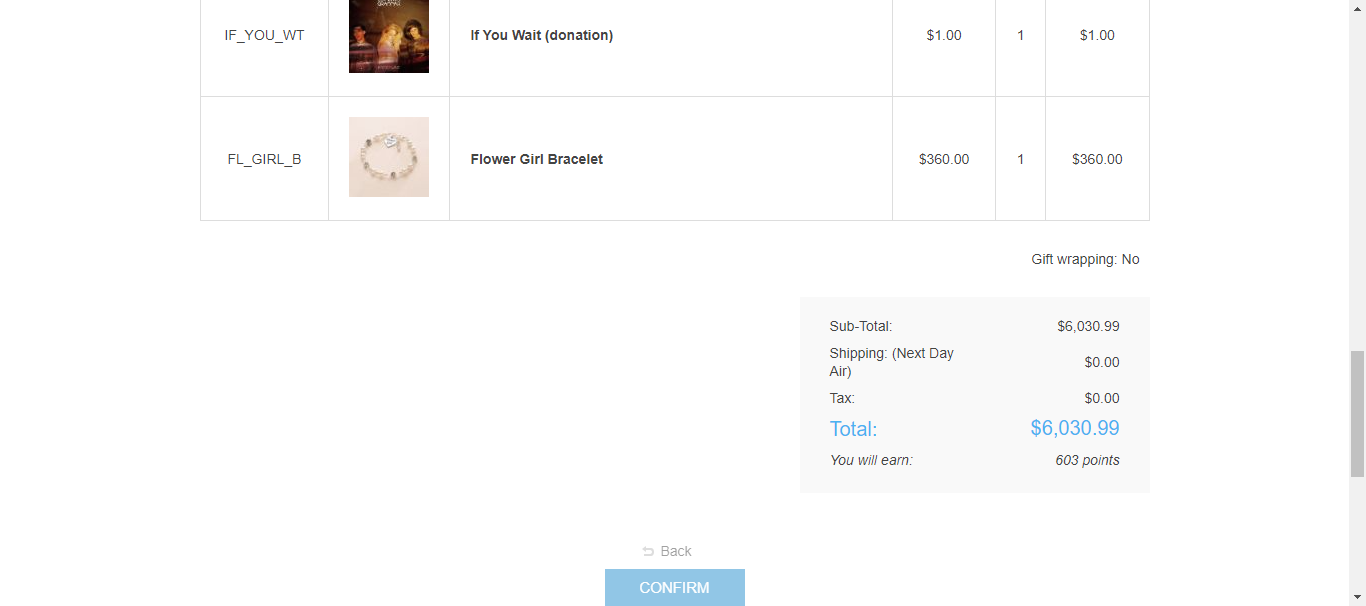 IF_YOU_WT If You Wait (donation) $1.00 1 $1.00
FL_GIRL_B Flower Girl Bracelet $360.00 1 $360.00
Gift wrapping: No
Sub-Total: $6,030.99
Shipping: (Next Day
Air) $0.00
Tax: $0.00
Total: $6,030.99
You will earn: 603 points
Back
CONFIRM